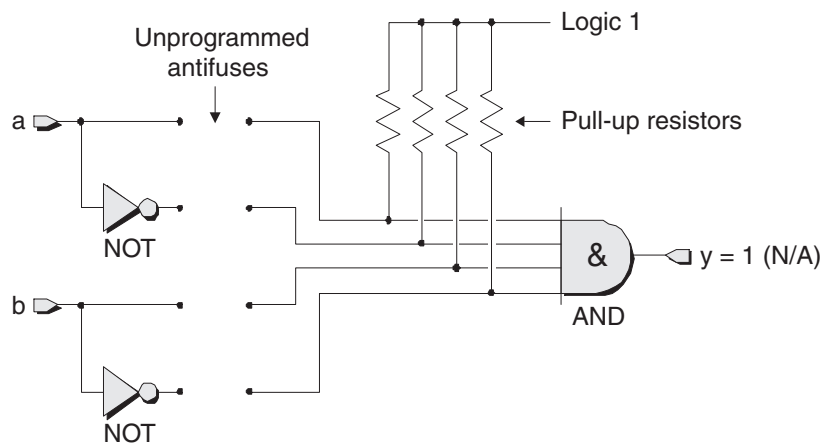 Logic 1
Unprogrammed
antifuses
Pull-up resistors
a
NOT
&
y = 1 (N/A)
AND
b
NOT